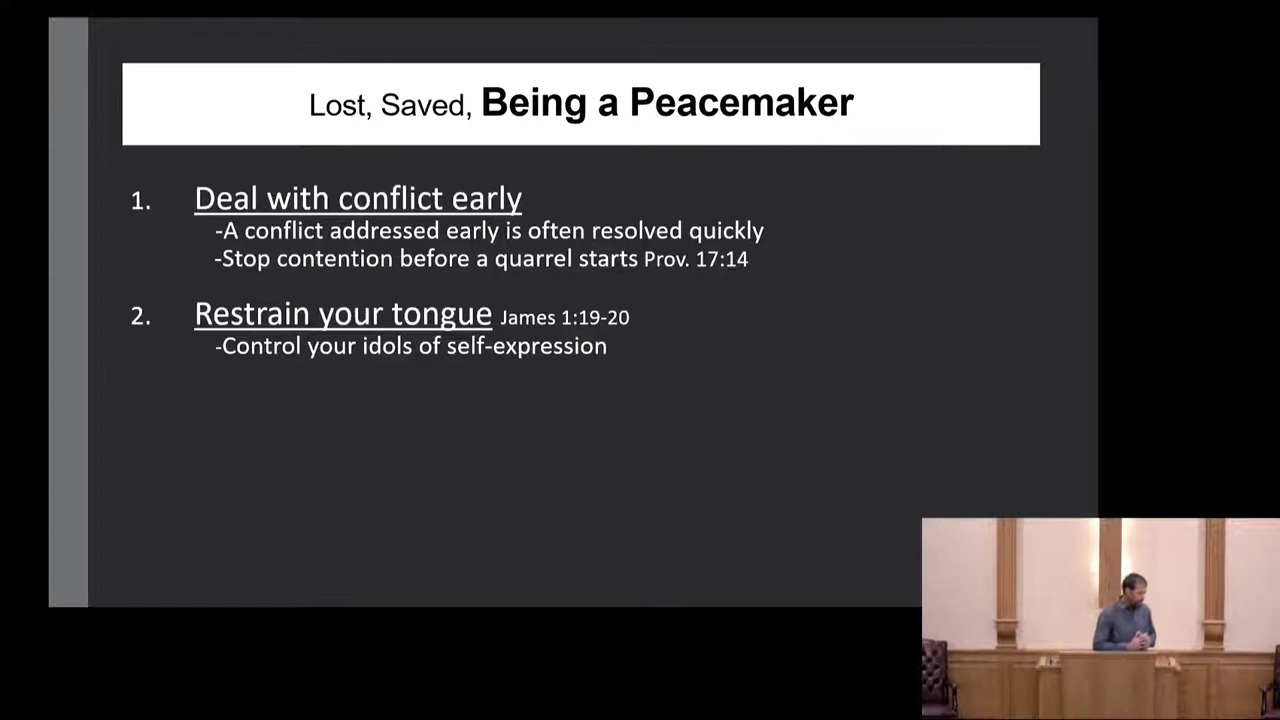 Lost, Saved, Being a Peacemaker
1. Deal with conflict early
-A conflict addressed early is often resolved quickly
-Stop contention before a quarrel starts Prov. 17:14
2. Restrain your tongue James 1:19-20
-Control your idols of self-expression